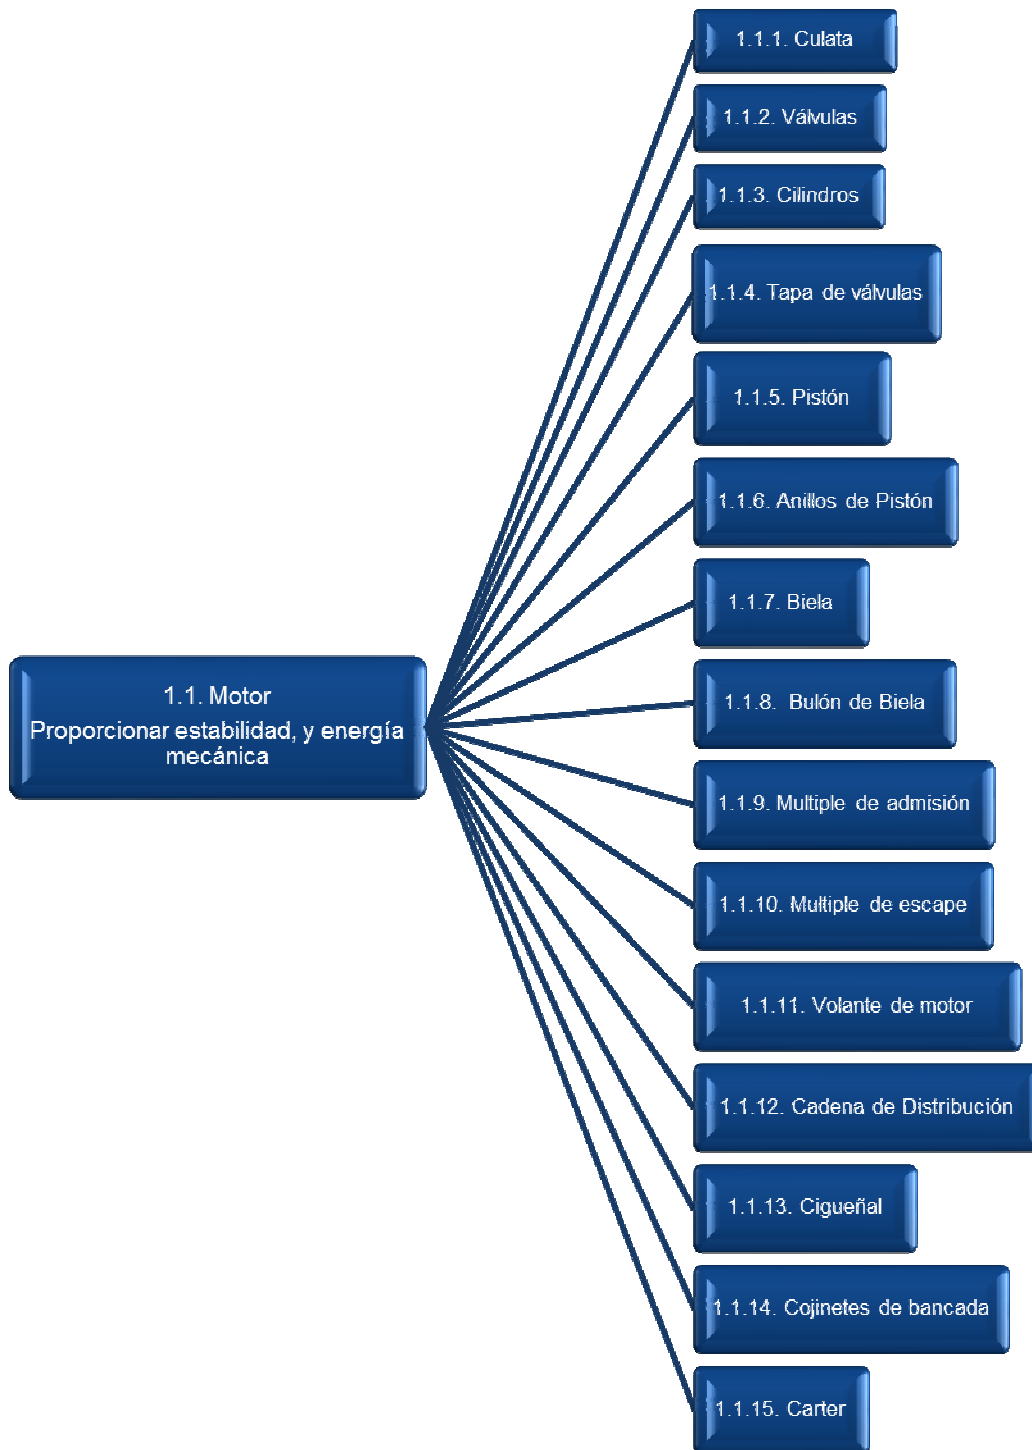 1.1.1. Culata
1.1.2. Válvulas
1.1.3. Cilindros
1.1.4. Tapa de válvulas
1.1.5. Pistón
1.1.6. Anillos de Pistón
1.1.7. Biela
1.1. Motor
Proporcionar estabilidad, y energía
mecánica
1.1.8. Bulón de Biela
1.1.9. Multiple de admisión
1.1.10. Multiple de escape
1.1.11. Volante de motor
1.1.12. Cadena de Distribución
1.1.13. Cigueñal
1.1.14. Cojinetes de bancada
1.1.15. Carter